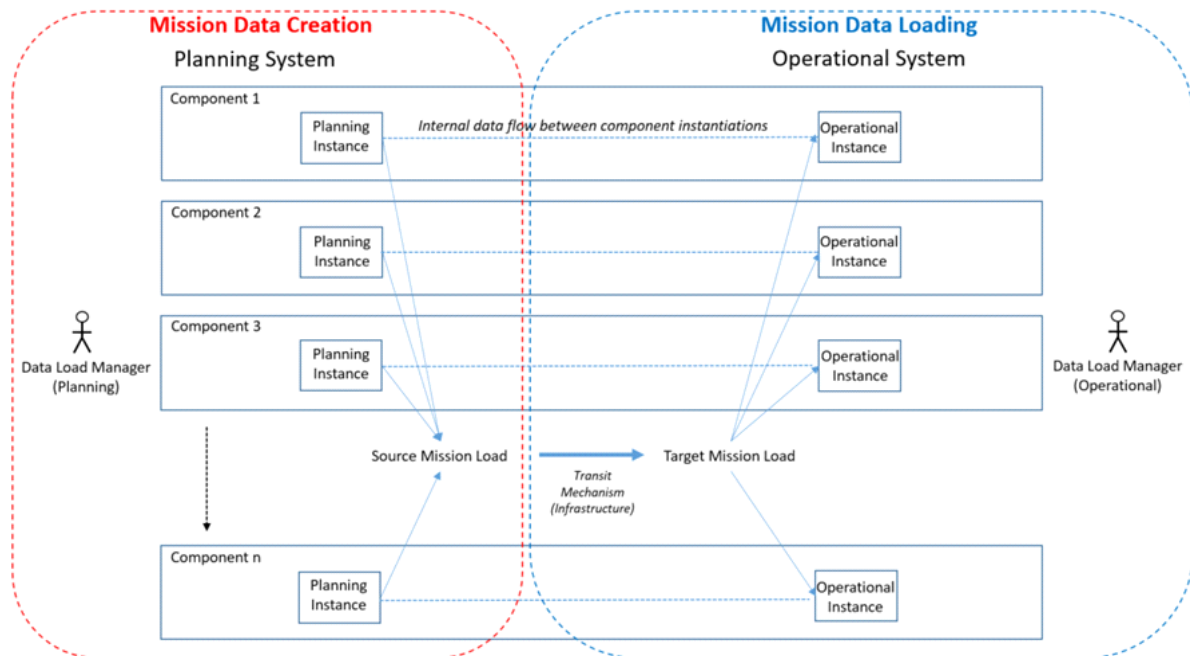 Mission Data Creation
Mission Data Loading
Planning System
Operational System
Component 1
Planning
Instance
Internal data flow between component instantiations
Operational
Instance
Component 2
Planning
Instance
Operational
Instance
Component 3
Planning
Instance
Operational
Instance
Data Load Manager
(Planning)
Data Load Manager
(Operational)
Source Mission Load
Target Mission Load
Transit
Mechanism
(Infrastructure)
Component n
Planning
Instance
Operational
Instance